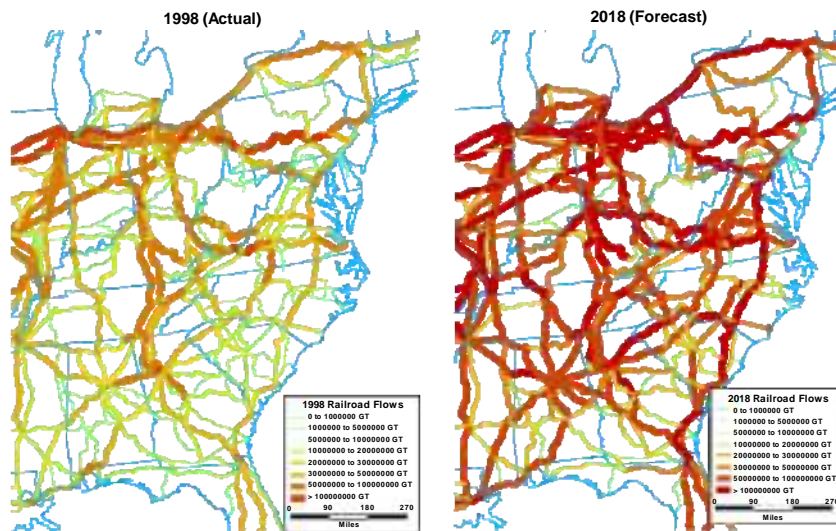 1998 (Actual)
2018 (Forecast)
1998 Railroad Flows
0 to 1000000 GT
1000000 to 5000000 GT
5000000 to 10000000 GT
10000000 to 20000000 GT
20000000 to 30000000 GT
30000000 to 50000000 GT
50000000 to 100000000 GT
> 100000000 GT
0 90 180 270
Miles
2018 Railroad Flows
0 to 1000000 GT
1000000 to 5000000 GT
5000000 to 10000000 GT
10000000 to 20000000 GT
20000000 to 30000000 GT
30000000 to 50000000 GT
50000000 to 100000000 GT
> 100000000 GT
0 90 180 270
Miles